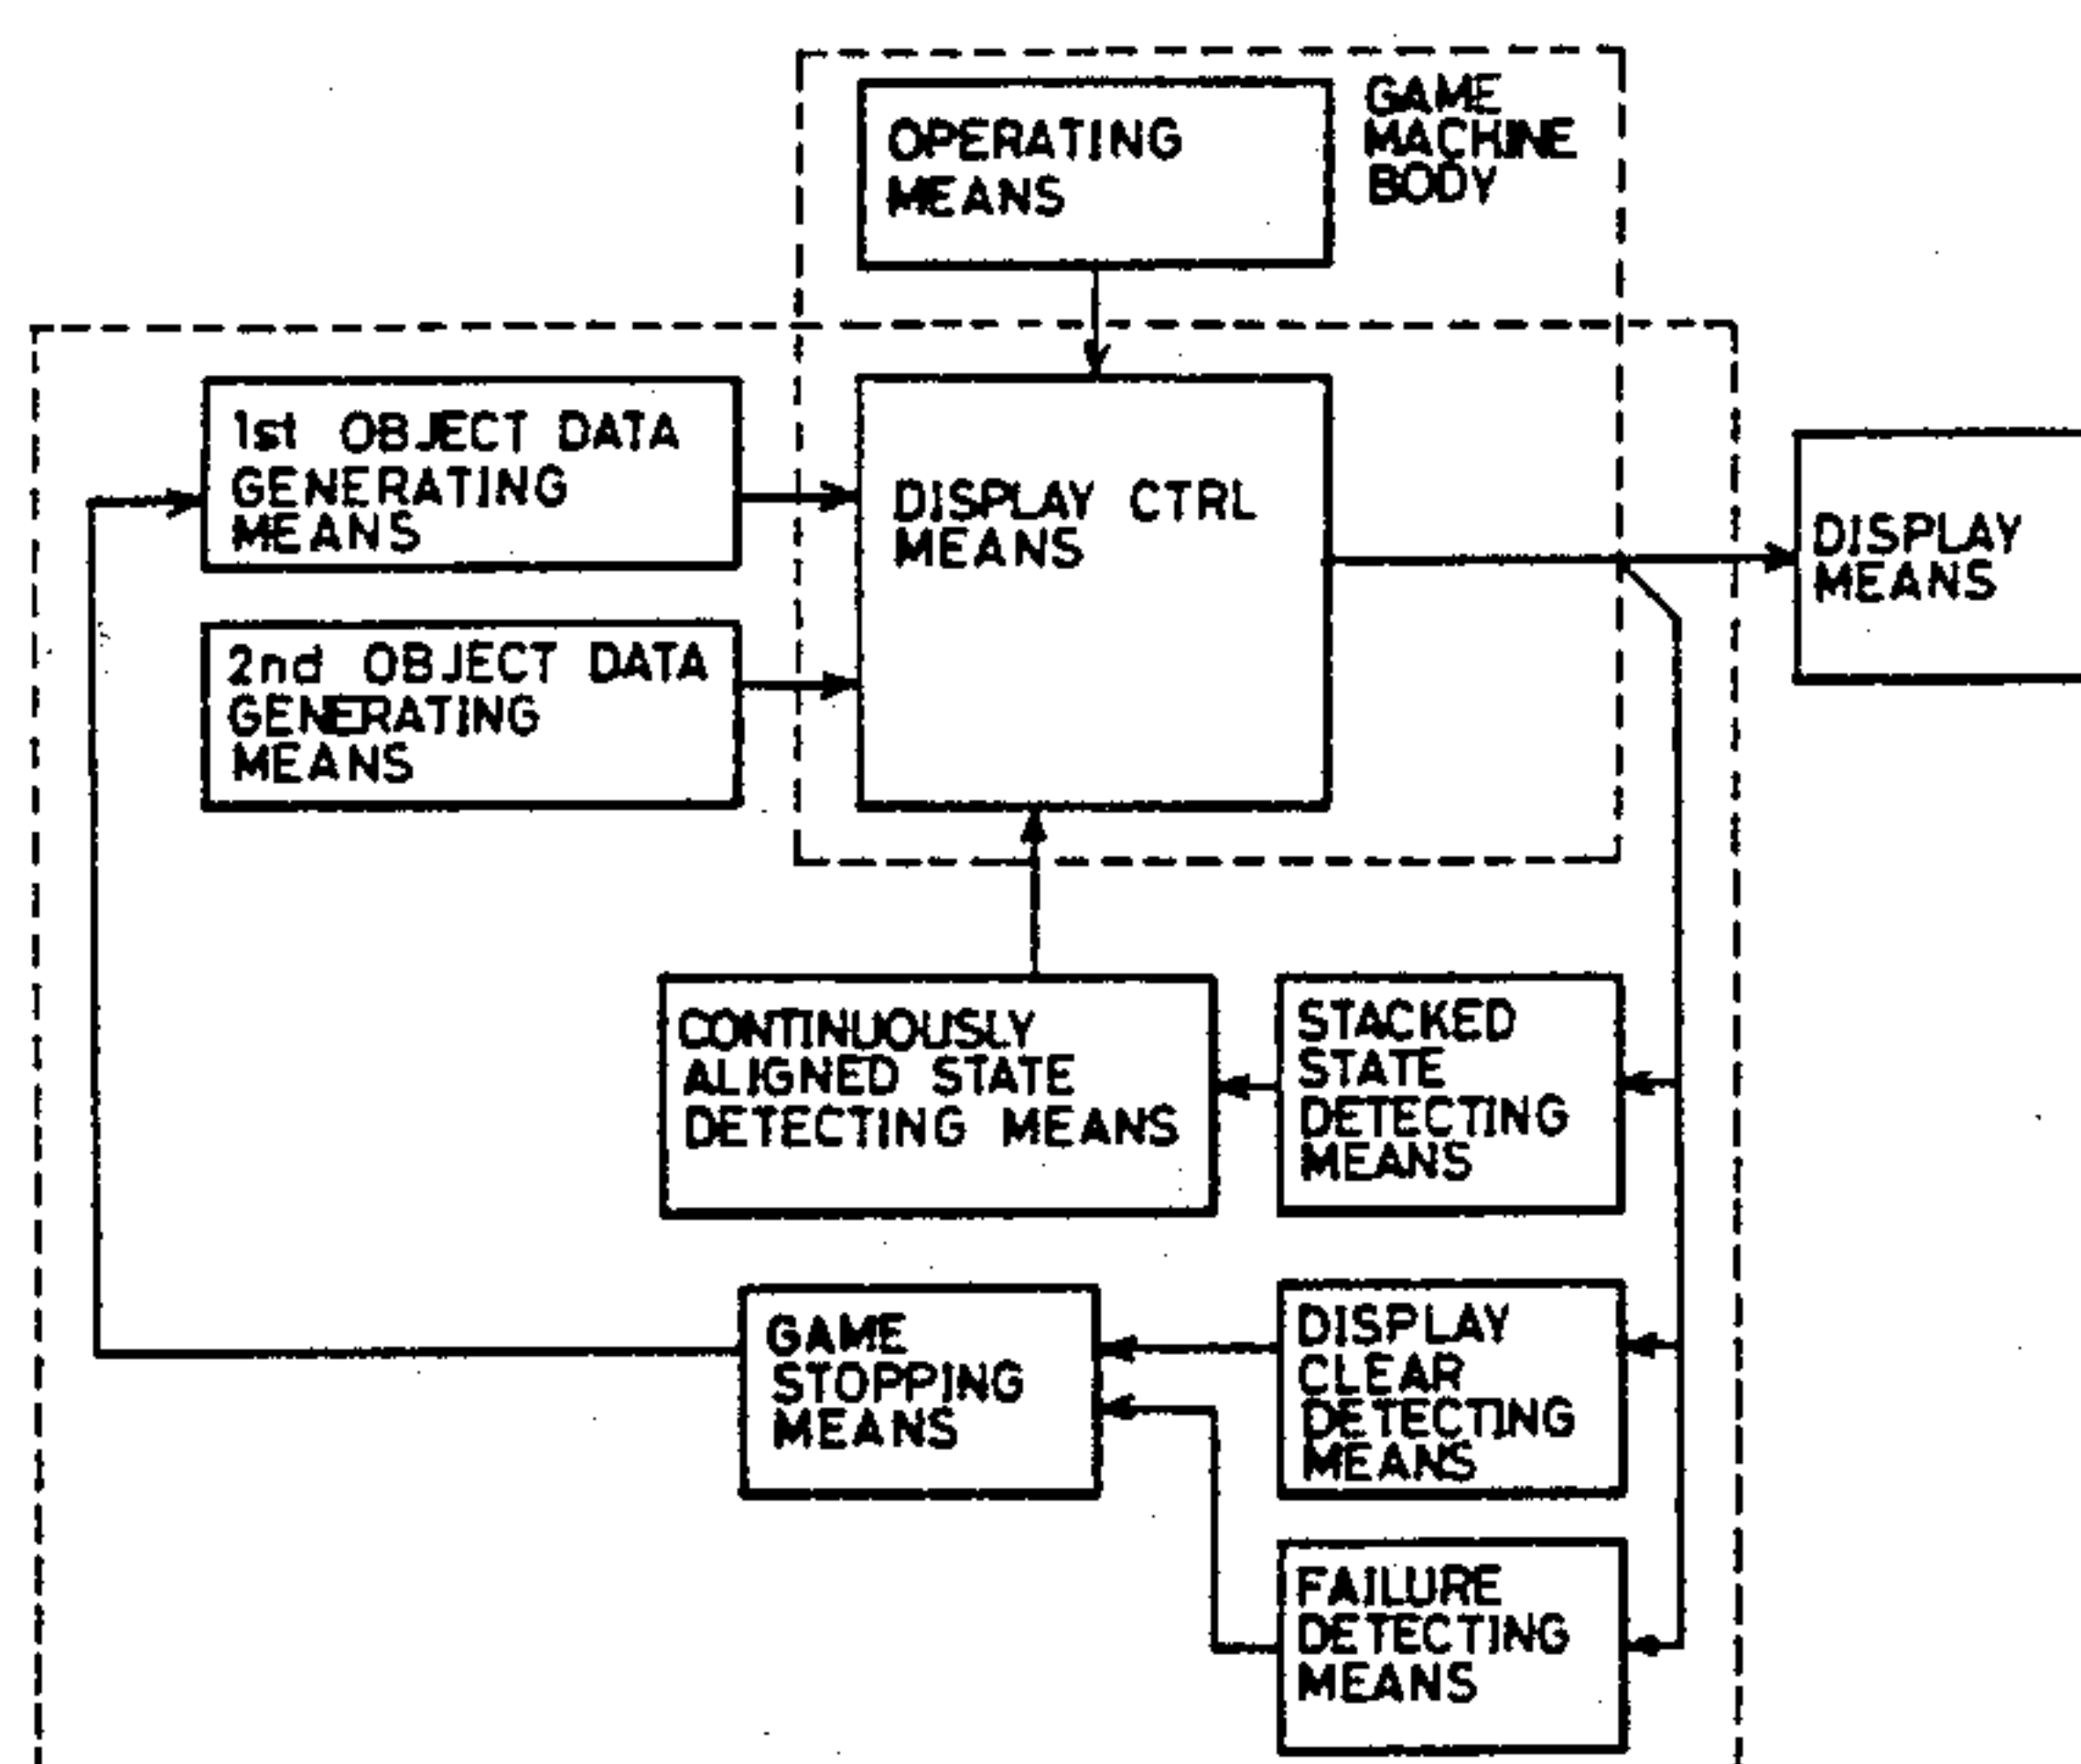 OPERATING
MEANS
GAME
MACHINE
BODY
1st OBJECT DATA
GENERATING
MEANS
DISPLAY CTRL
MEANS
DISPLAY
MEANS
2nd OBJECT DATA
GENERATING
MEANS
CONTINUOUSLY
ALIGNED STATE
DETECTING MEANS
STACKED
STATE
DETECTING
MEANS
GAME
STOPPING
MEANS
DISPLAY
CLEAR
DETECTING
MEANS
FAILURE
DETECTING
MEANS